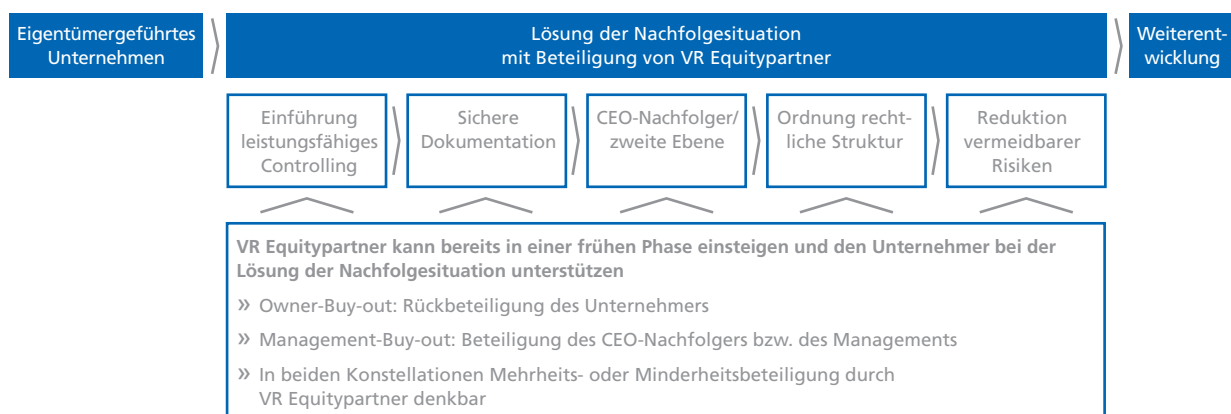 Eigentümergeführtes
Unternehmen
Lösung der Nachfolgesituation
mit Beteiligung von VR Equitypartner
Weiterent-
wicklung
Einführung
leistungsfähiges
Controlling
Sichere
Dokumentation
CEO-Nachfolger/
zweite Ebene
Ordnung recht-
liche Struktur
Reduktion
vermeidbarer
Risiken
VR Equitypartner kann bereits in einer frühen Phase einsteigen und den Unternehmer bei der
Lösung der Nachfolgesituation unterstützen
» Owner-Buy-out: Rückbeteiligung des Unternehmers
» Management-Buy-out: Beteiligung des CEO-Nachfolgers bzw. des Managements
» In beiden Konstellationen Mehrheits- oder Minderheitsbeteiligung durch
VR Equitypartner denkbar